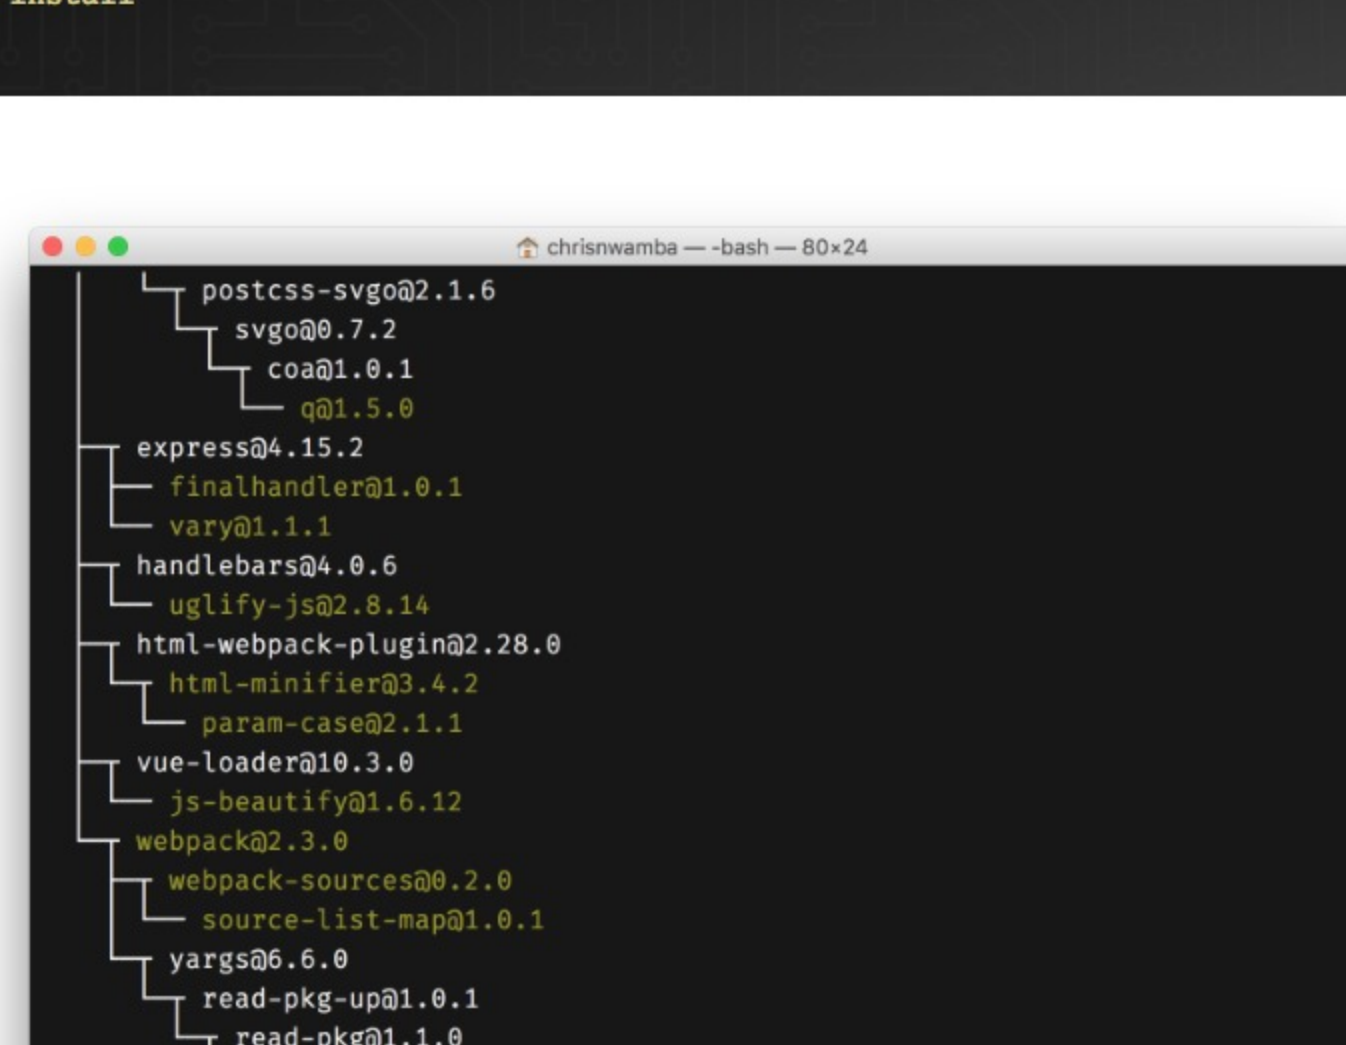 install
chrisnwamba — -bash — 80×24
postcss-svgo@2.1.6
svgo@0.7.2
coa@1.0.1
q@1.5.0
express@4.15.2
finalhandler@1.0.1
vary@1.1.1
handlebars@4.0.6
uglify-js@2.8.14
html-webpack-plugin@2.28.0
html-minifier@3.4.2
param-case@2.1.1
vue-loader@10.3.0
js-beautify@1.6.12
webpack@2.3.0
webpack-sources@0.2.0
source-list-map@1.0.1
yargs@6.6.0
read-pkg-up@1.0.1
read-pkg@1.1.0